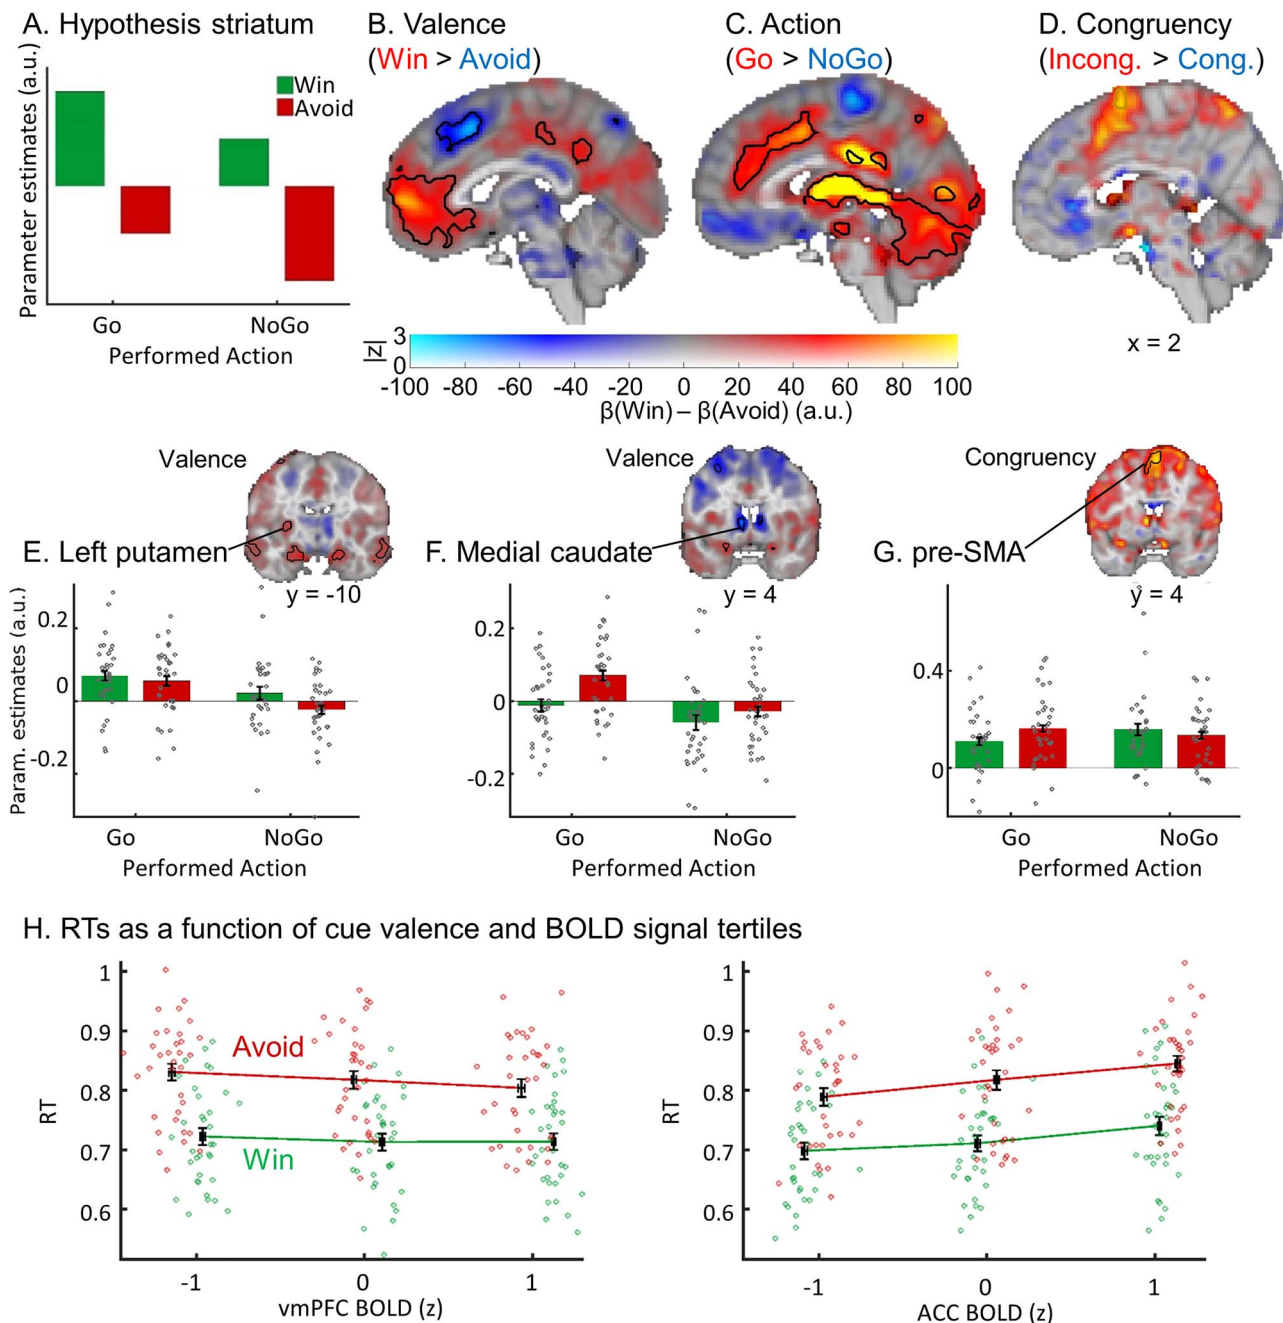 A. Hypothesis striatum
Parameter estimates (a.u.)
Win
Avoid
Go NoGo
Performed Action
B. Valence
(Win > Avoid)
C. Action
(Go > NoGo)
D. Congruency
(Incong. > Cong.)
x = 2
|z|
3
0
-100 -80 -60 -40 -20 0 20 40 60 80 100
β(Win) – β(Avoid) (a.u.)
Valence
E. Left putamen
y = -10
Param. estimates (a.u.)
0.2
0
-0.2
Go NoGo
Performed Action
Valence
F. Medial caudate
y = 4
0.2
0
-0.2
Go NoGo
Performed Action
Congruency
G. pre-SMA
y = 4
0.4
0
Go NoGo
Performed Action
H. RTs as a function of cue valence and BOLD signal tertiles
RT
1
0.9
0.8
0.7
0.6
Avoid
Win
-1 0 1
vmPFC BOLD (z)
RT
1
0.9
0.8
0.7
0.6
-1 0 1
ACC BOLD (z)